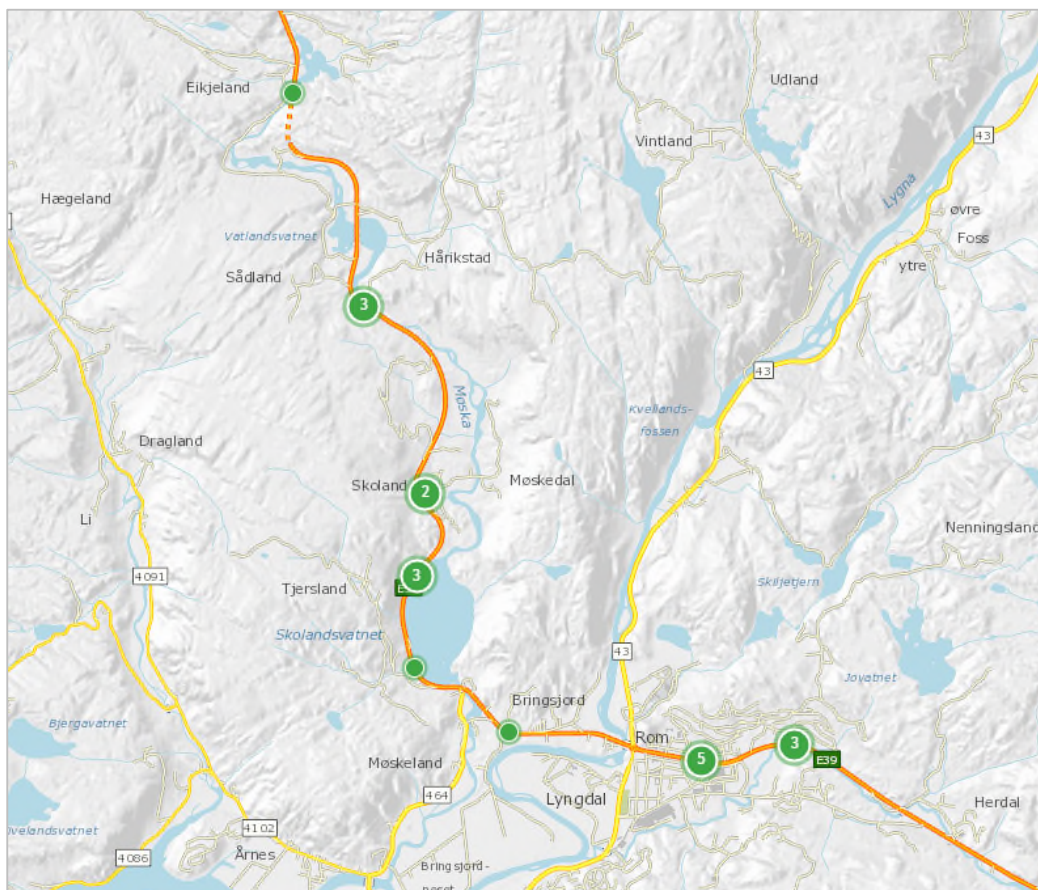 Eikjeland
Udland
43
Vintland
Hægeland
Lygna
øvre
Foss
Vatlandsvatnet
Hårikstad
ytre
Sådland
3
43
Møska
Kvellands-
fossen
Dragland
Skoland
2
Møskedal
Li
Nenningsland
4091
3
Tjersland
Skiljetjern
Skolandsvatnet
43
Jovatnet
Bringsjord
Bjergavatnet
Rom
3
5
E39
Møskeland
464
Lyngdal
Herdal
4102
4086
Årnes
Bringsjord-